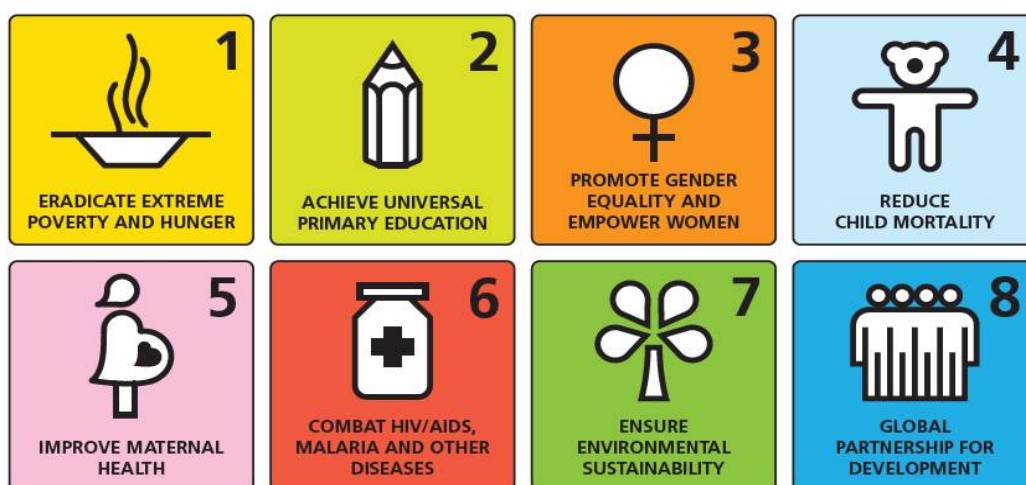 1
ERADICATE EXTREME
POVERTY AND HUNGER
2
ACHIEVE UNIVERSAL
PRIMARY EDUCATION
3
PROMOTE GENDER
EQUALITY AND
EMPOWER WOMEN
4
REDUCE
CHILD MORTALITY
5
IMPROVE MATERNAL
HEALTH
6
COMBAT HIV/AIDS,
MALARIA AND OTHER
DISEASES
7
ENSURE
ENVIRONMENTAL
SUSTAINABILITY
8
GLOBAL
PARTNERSHIP FOR
DEVELOPMENT